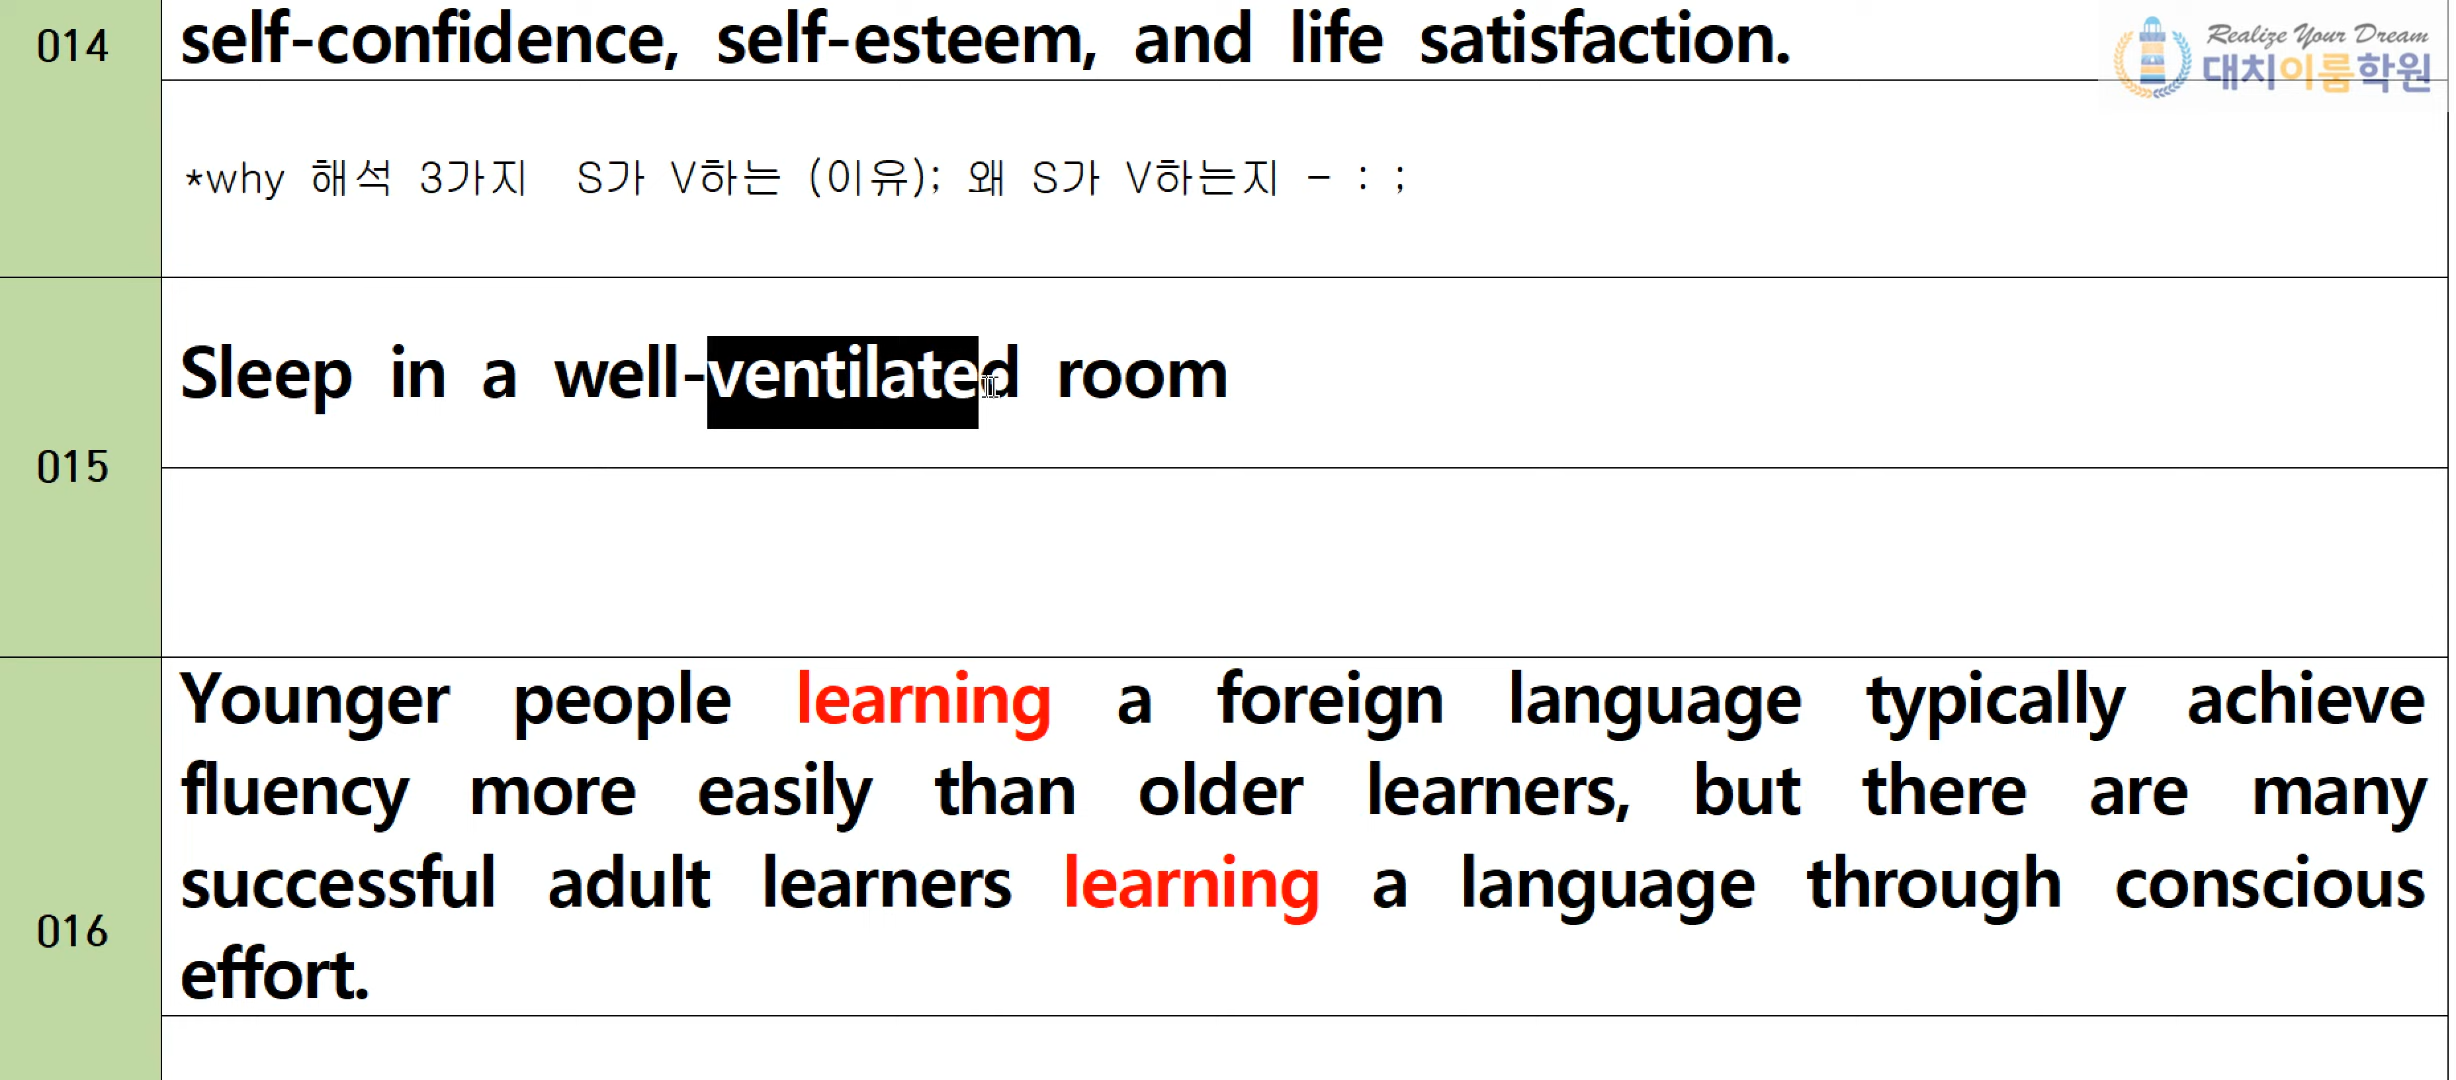 014
self-confidence, self-esteem, and life satisfaction.
Realize Your Dream
대치이룸학원
*why 해석 3가지 S가 V하는 (이유); 왜 S가 V하는지 - : ;
015
Sleep in a well-ventilated room
016
Younger people learning a foreign language typically achieve
fluency more easily than older learners, but there are many
successful adult learners learning a language through conscious
effort.